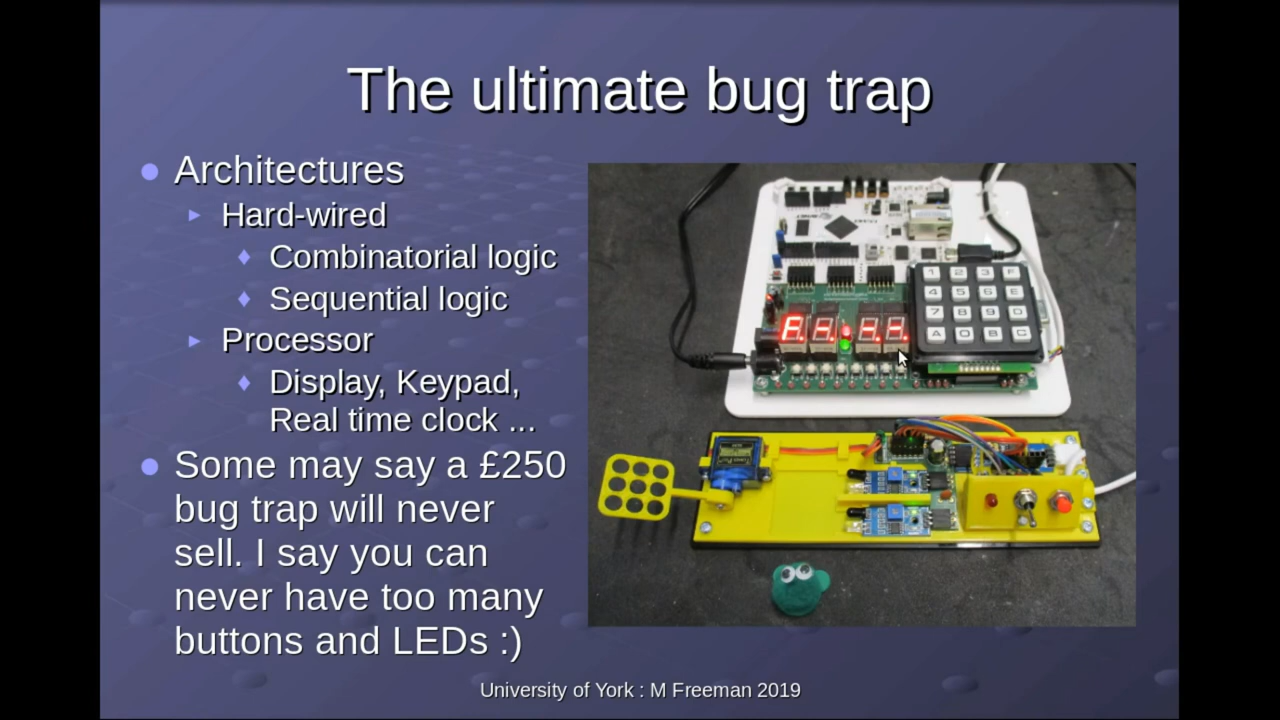 The ultimate bug trap
Architectures
Hard-wired
Combinatorial logic
Sequential logic
Processor
Display, Keypad,
Real time clock ...
Some may say a £250
bug trap will never
sell. I say you can
never have too many
buttons and LEDs :)
1 2 3 F
4 5 6 E
7 8 9 D
A 0 B C
University of York : M Freeman 2019